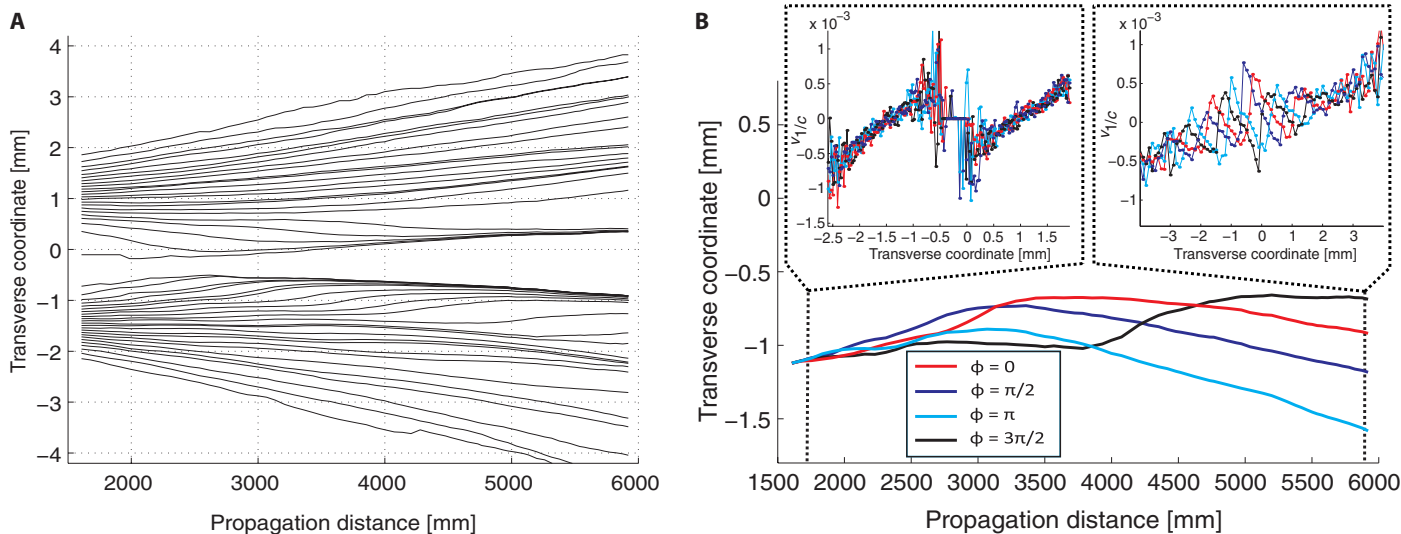 A
4
3
2
1
0
−1
−2
−3
−4
Transverse coordinate [mm]
2000 3000 4000 5000 6000
Propagation distance [mm]
B
x 10⁻³
1
0.5
0
−0.5
−1
−1.5
v1/c
−2.5 −2 −1.5 −1 −0.5 0 0.5 1 1.5
Transverse coordinate [mm]
x 10⁻³
1
0.5
0
−0.5
−1
v1/c
−3 −2 −1 0 1 2 3
Transverse coordinate [mm]
0.5
0
−0.5
−1
−1.5
Transverse coordinate [mm]
ϕ = 0
ϕ = π/2
ϕ = π
ϕ = 3π/2
1500 2000 2500 3000 3500 4000 4500 5000 5500 6000
Propagation distance [mm]